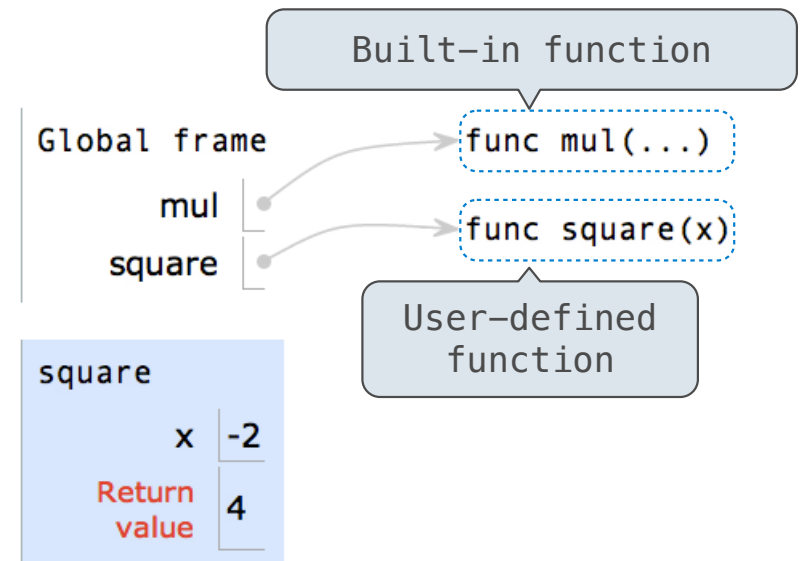 Built-in function
Global frame
func mul(...)
mul
func square(x)
square
User-defined
function
square
x -2
Return
value 4